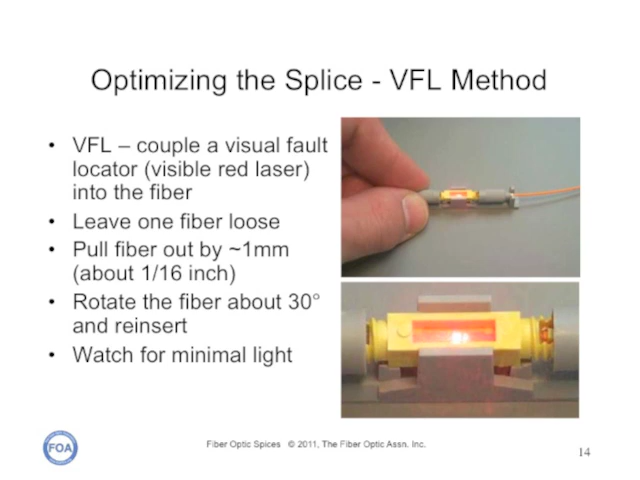 Optimizing the Splice - VFL Method
• VFL – couple a visual fault
locator (visible red laser)
into the fiber
• Leave one fiber loose
• Pull fiber out by ~1mm
(about 1/16 inch)
• Rotate the fiber about 30°
and reinsert
• Watch for minimal light
FOA
Fiber Optic Spices © 2011, The Fiber Optic Assn. Inc.
14